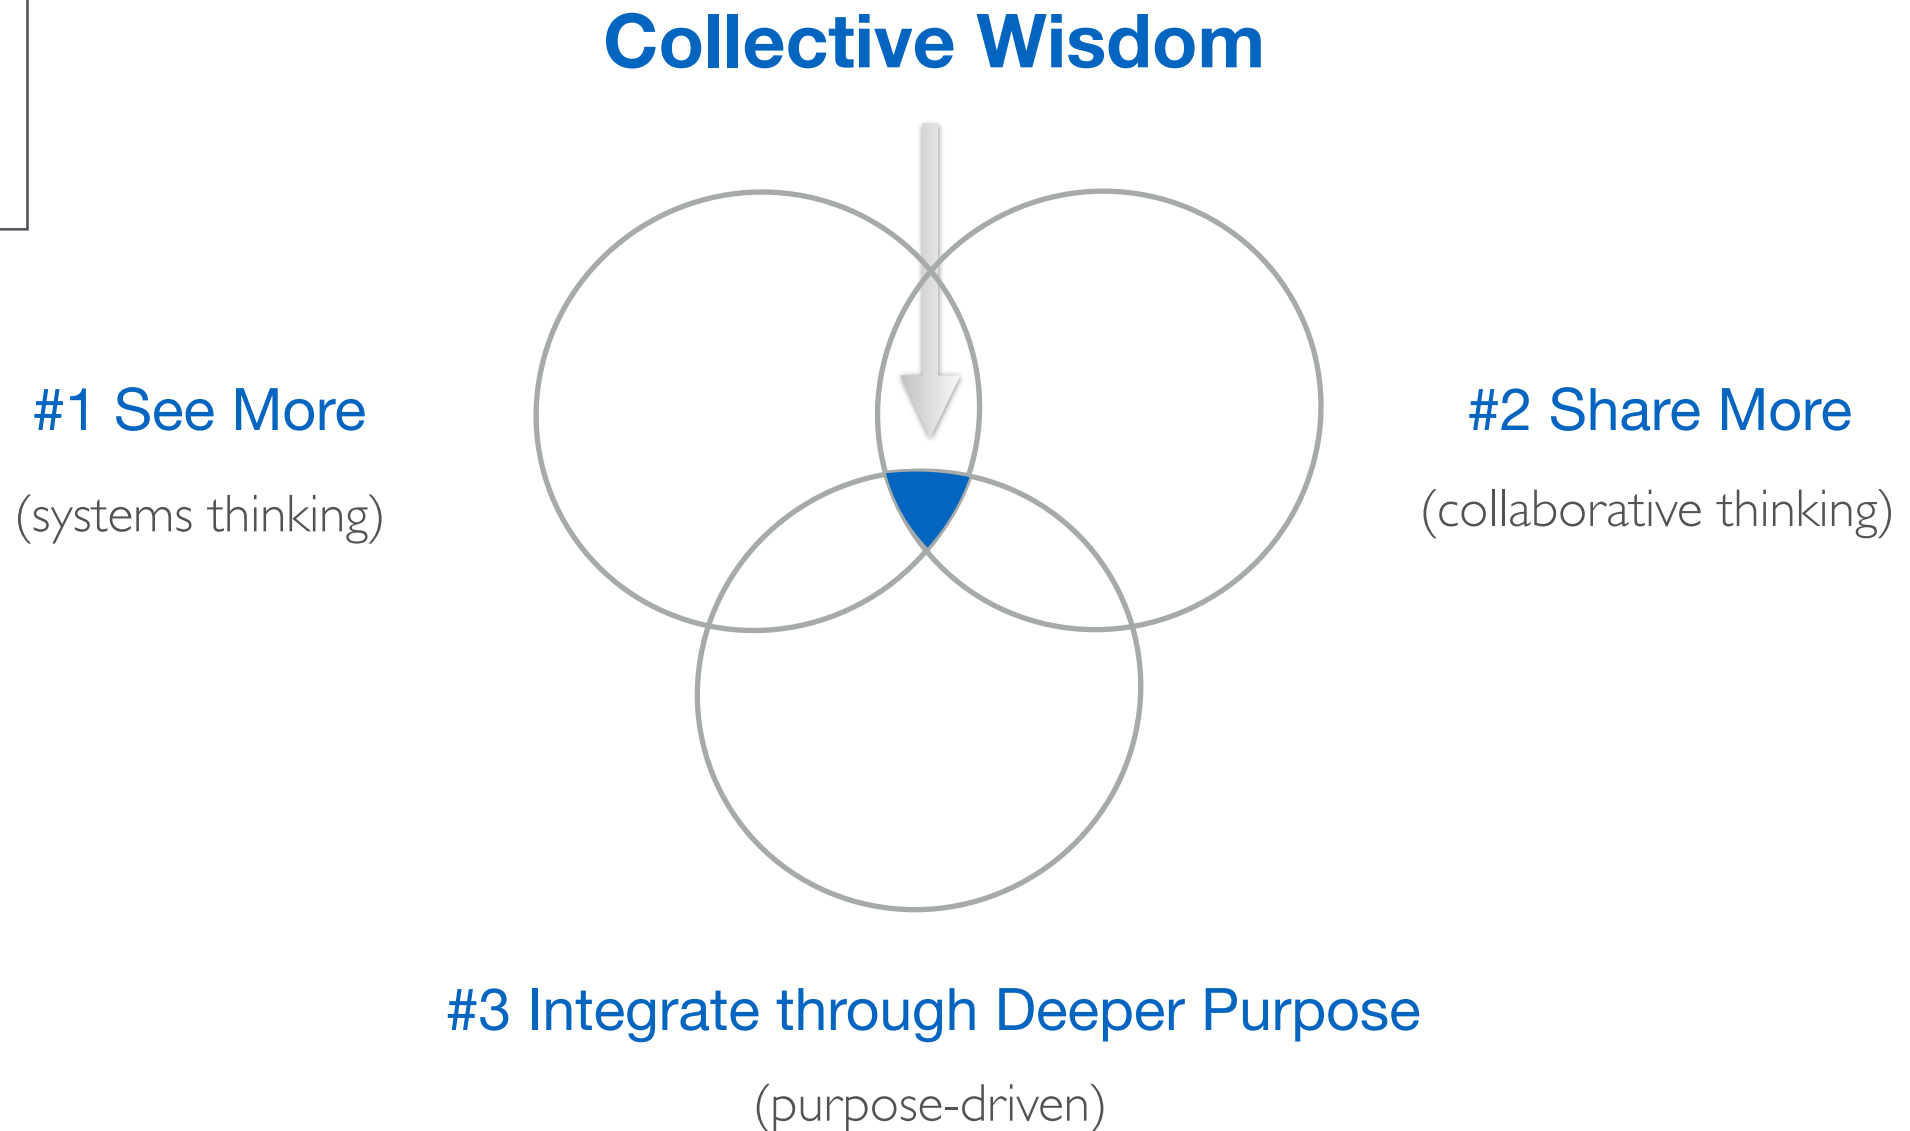 Collective Wisdom
#1 See More
(systems thinking)
#2 Share More
(collaborative thinking)
#3 Integrate through Deeper Purpose
(purpose-driven)